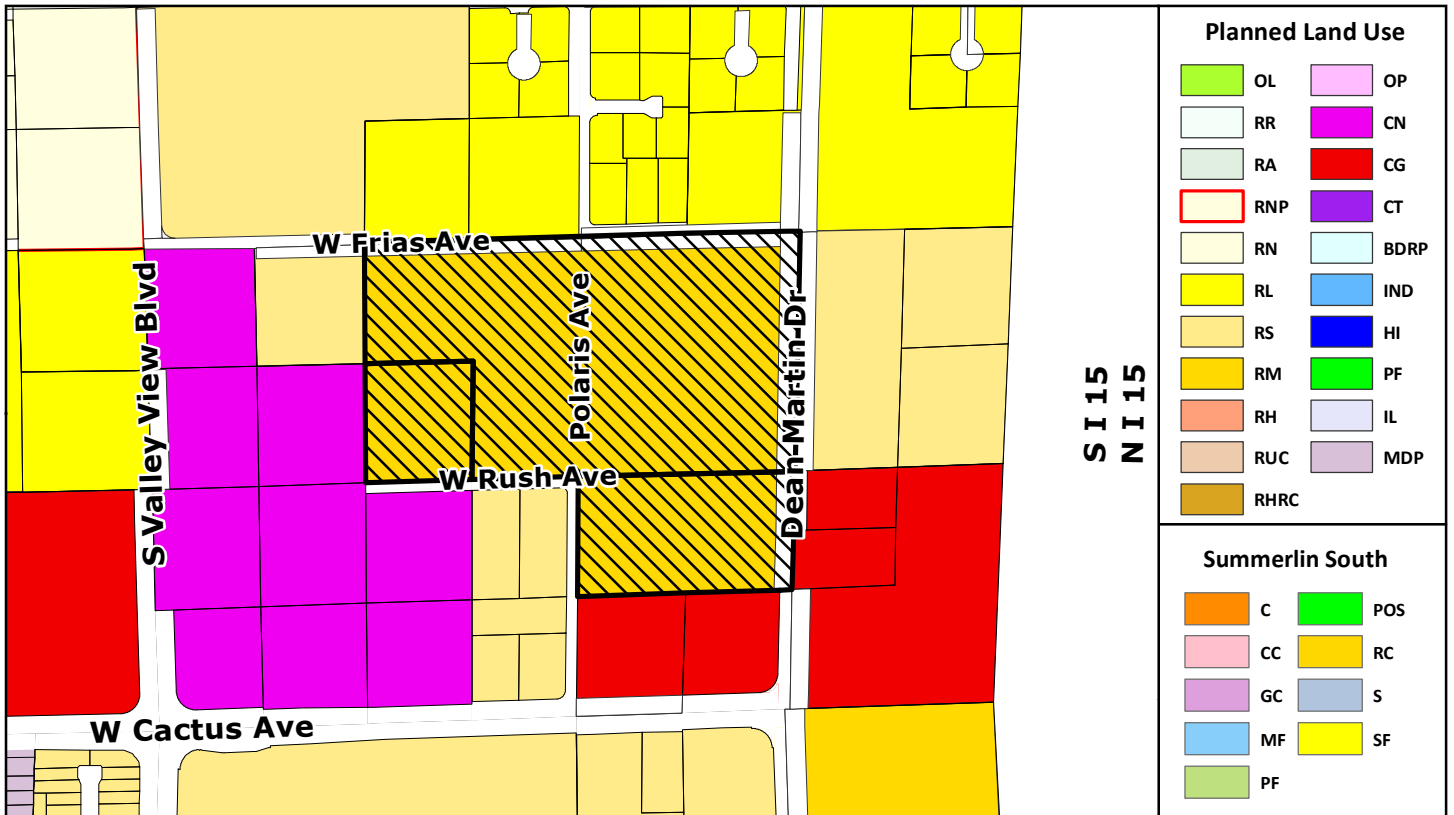 W Frias Ave
S Valley View Blvd
Polaris Ave
Dean Martin Dr
W Rush Ave
W Cactus Ave
S I 15
N I 15
Planned Land Use
OL OP
RR CN
RA CG
RNP CT
RN BDRP
RL IND
RS HI
RM PF
RH IL
RUC MDP
RHRC
Summerlin South
C POS
CC RC
GC S
MF SF
PF